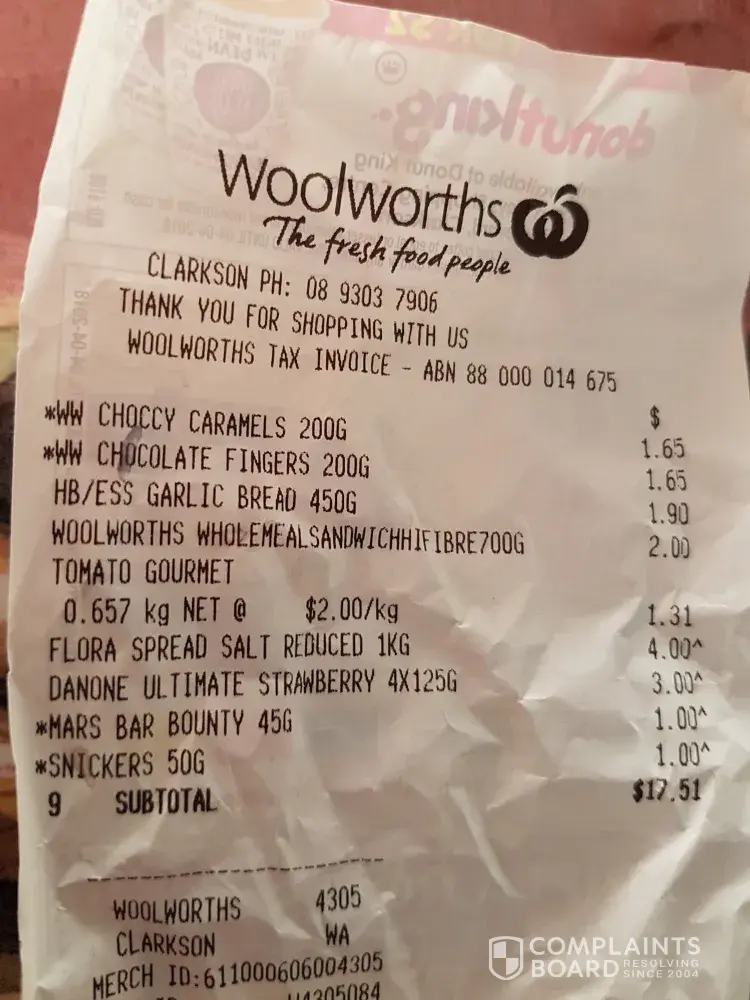 donutking
available at Donut King
Woolworths
The fresh food people
CLARKSON PH: 08 9303 7906
THANK YOU FOR SHOPPING WITH US
WOOLWORTHS TAX INVOICE - ABN 88 000 014 675
$
*WW CHOCCY CARAMELS 200G 1.65
*WW CHOCOLATE FINGERS 200G 1.65
HB/ESS GARLIC BREAD 450G 1.90
WOOLWORTHS WHOLEMEALSANDWICHHIFIBRE700G 2.00
TOMATO GOURMET
0.657 kg NET @ $2.00/kg 1.31
FLORA SPREAD SALT REDUCED 1KG 4.00^
DANONE ULTIMATE STRAWBERRY 4X125G 3.00^
*MARS BAR BOUNTY 45G 1.00^
*SNICKERS 50G 1.00^
9 SUBTOTAL $17.51
WOOLWORTHS 4305
CLARKSON WA
MERCH ID:611000606004305
COMPLAINTS
BOARD RESOLVING
SINCE 2004